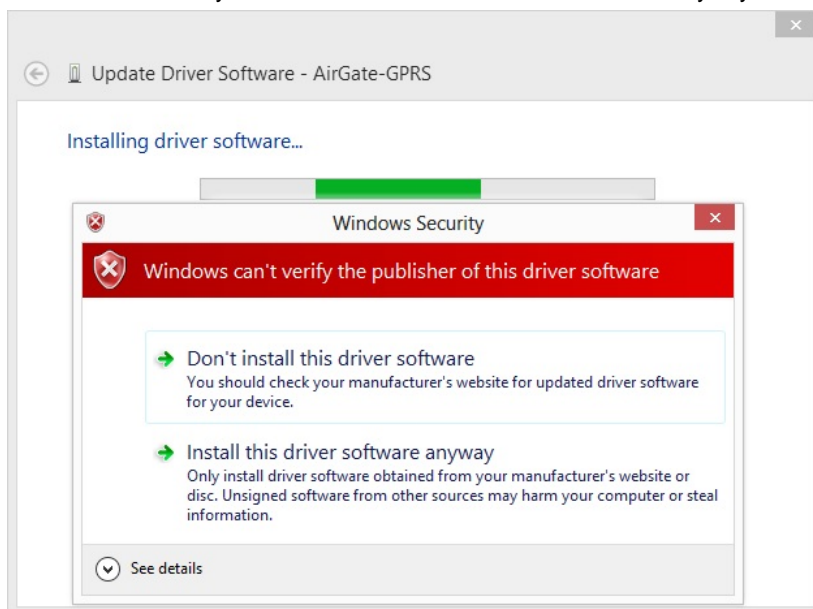 Update Driver Software - AirGate-GPRS
Installing driver software...
Windows Security
Windows can't verify the publisher of this driver software
Don't install this driver software
You should check your manufacturer's website for updated driver software
for your device.
Install this driver software anyway
Only install driver software obtained from your manufacturer's website or
disc. Unsigned software from other sources may harm your computer or steal
information.
See details